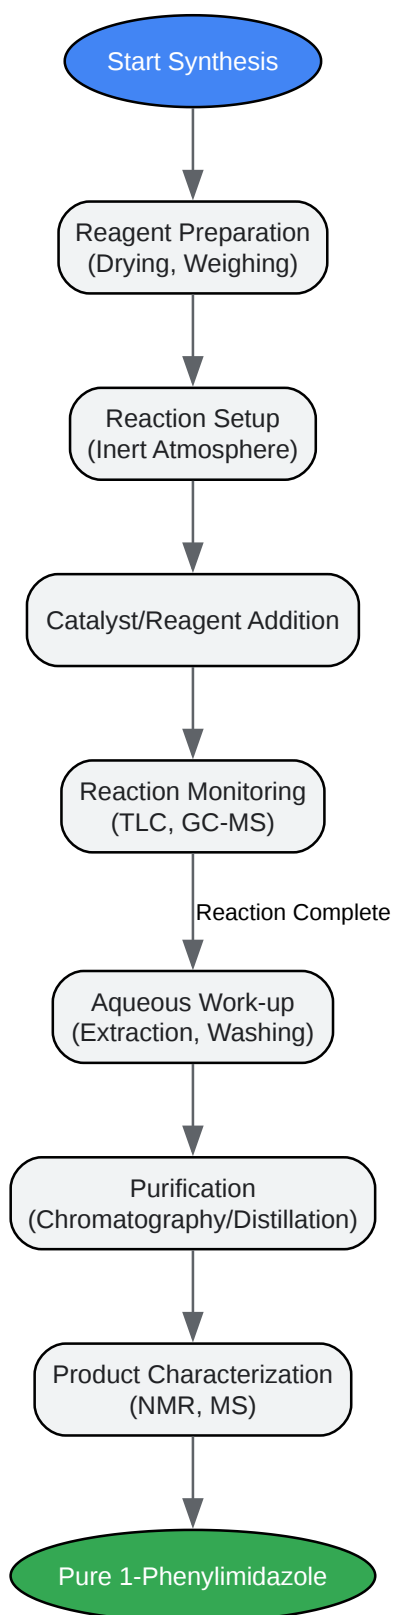 Start Synthesis
Reagent Preparation
(Drying, Weighing)
Reaction Setup
(Inert Atmosphere)
Catalyst/Reagent Addition
Reaction Monitoring
(TLC, GC-MS)
Reaction Complete
Aqueous Work-up
(Extraction, Washing)
Purification
(Chromatography/Distillation)
Product Characterization
(NMR, MS)
Pure 1-Phenylimidazole